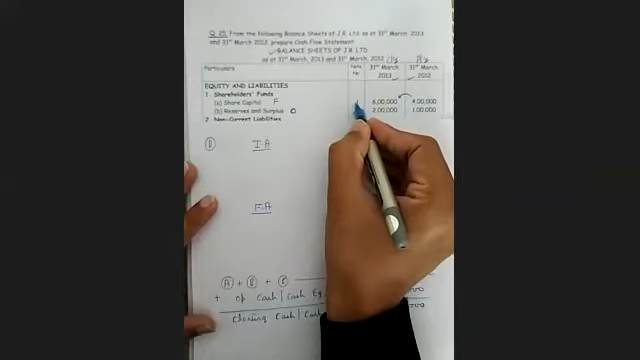 Q. 25. From the following Balance Sheets of J.R. Ltd. as at 31st March, 2013
and 31st March 2012, prepare Cash Flow Statement
BALANCE SHEETS OF J.R. LTD.
as at 31st March, 2013 and 31st March, 2012
Particulars Note No. 31st March 2013 31st March 2012
EQUITY AND LIABILITIES
1 Shareholders' Funds
(a) Share Capital F 6,00,000 4,00,000
(b) Reserves and Surplus O 2,00,000 1,00,000
2 Non-Current Liabilities
(B) I.A
F.A
(A) + (B) + (C)
+ op Cash | Cash Eq
Closing Cash | Cash